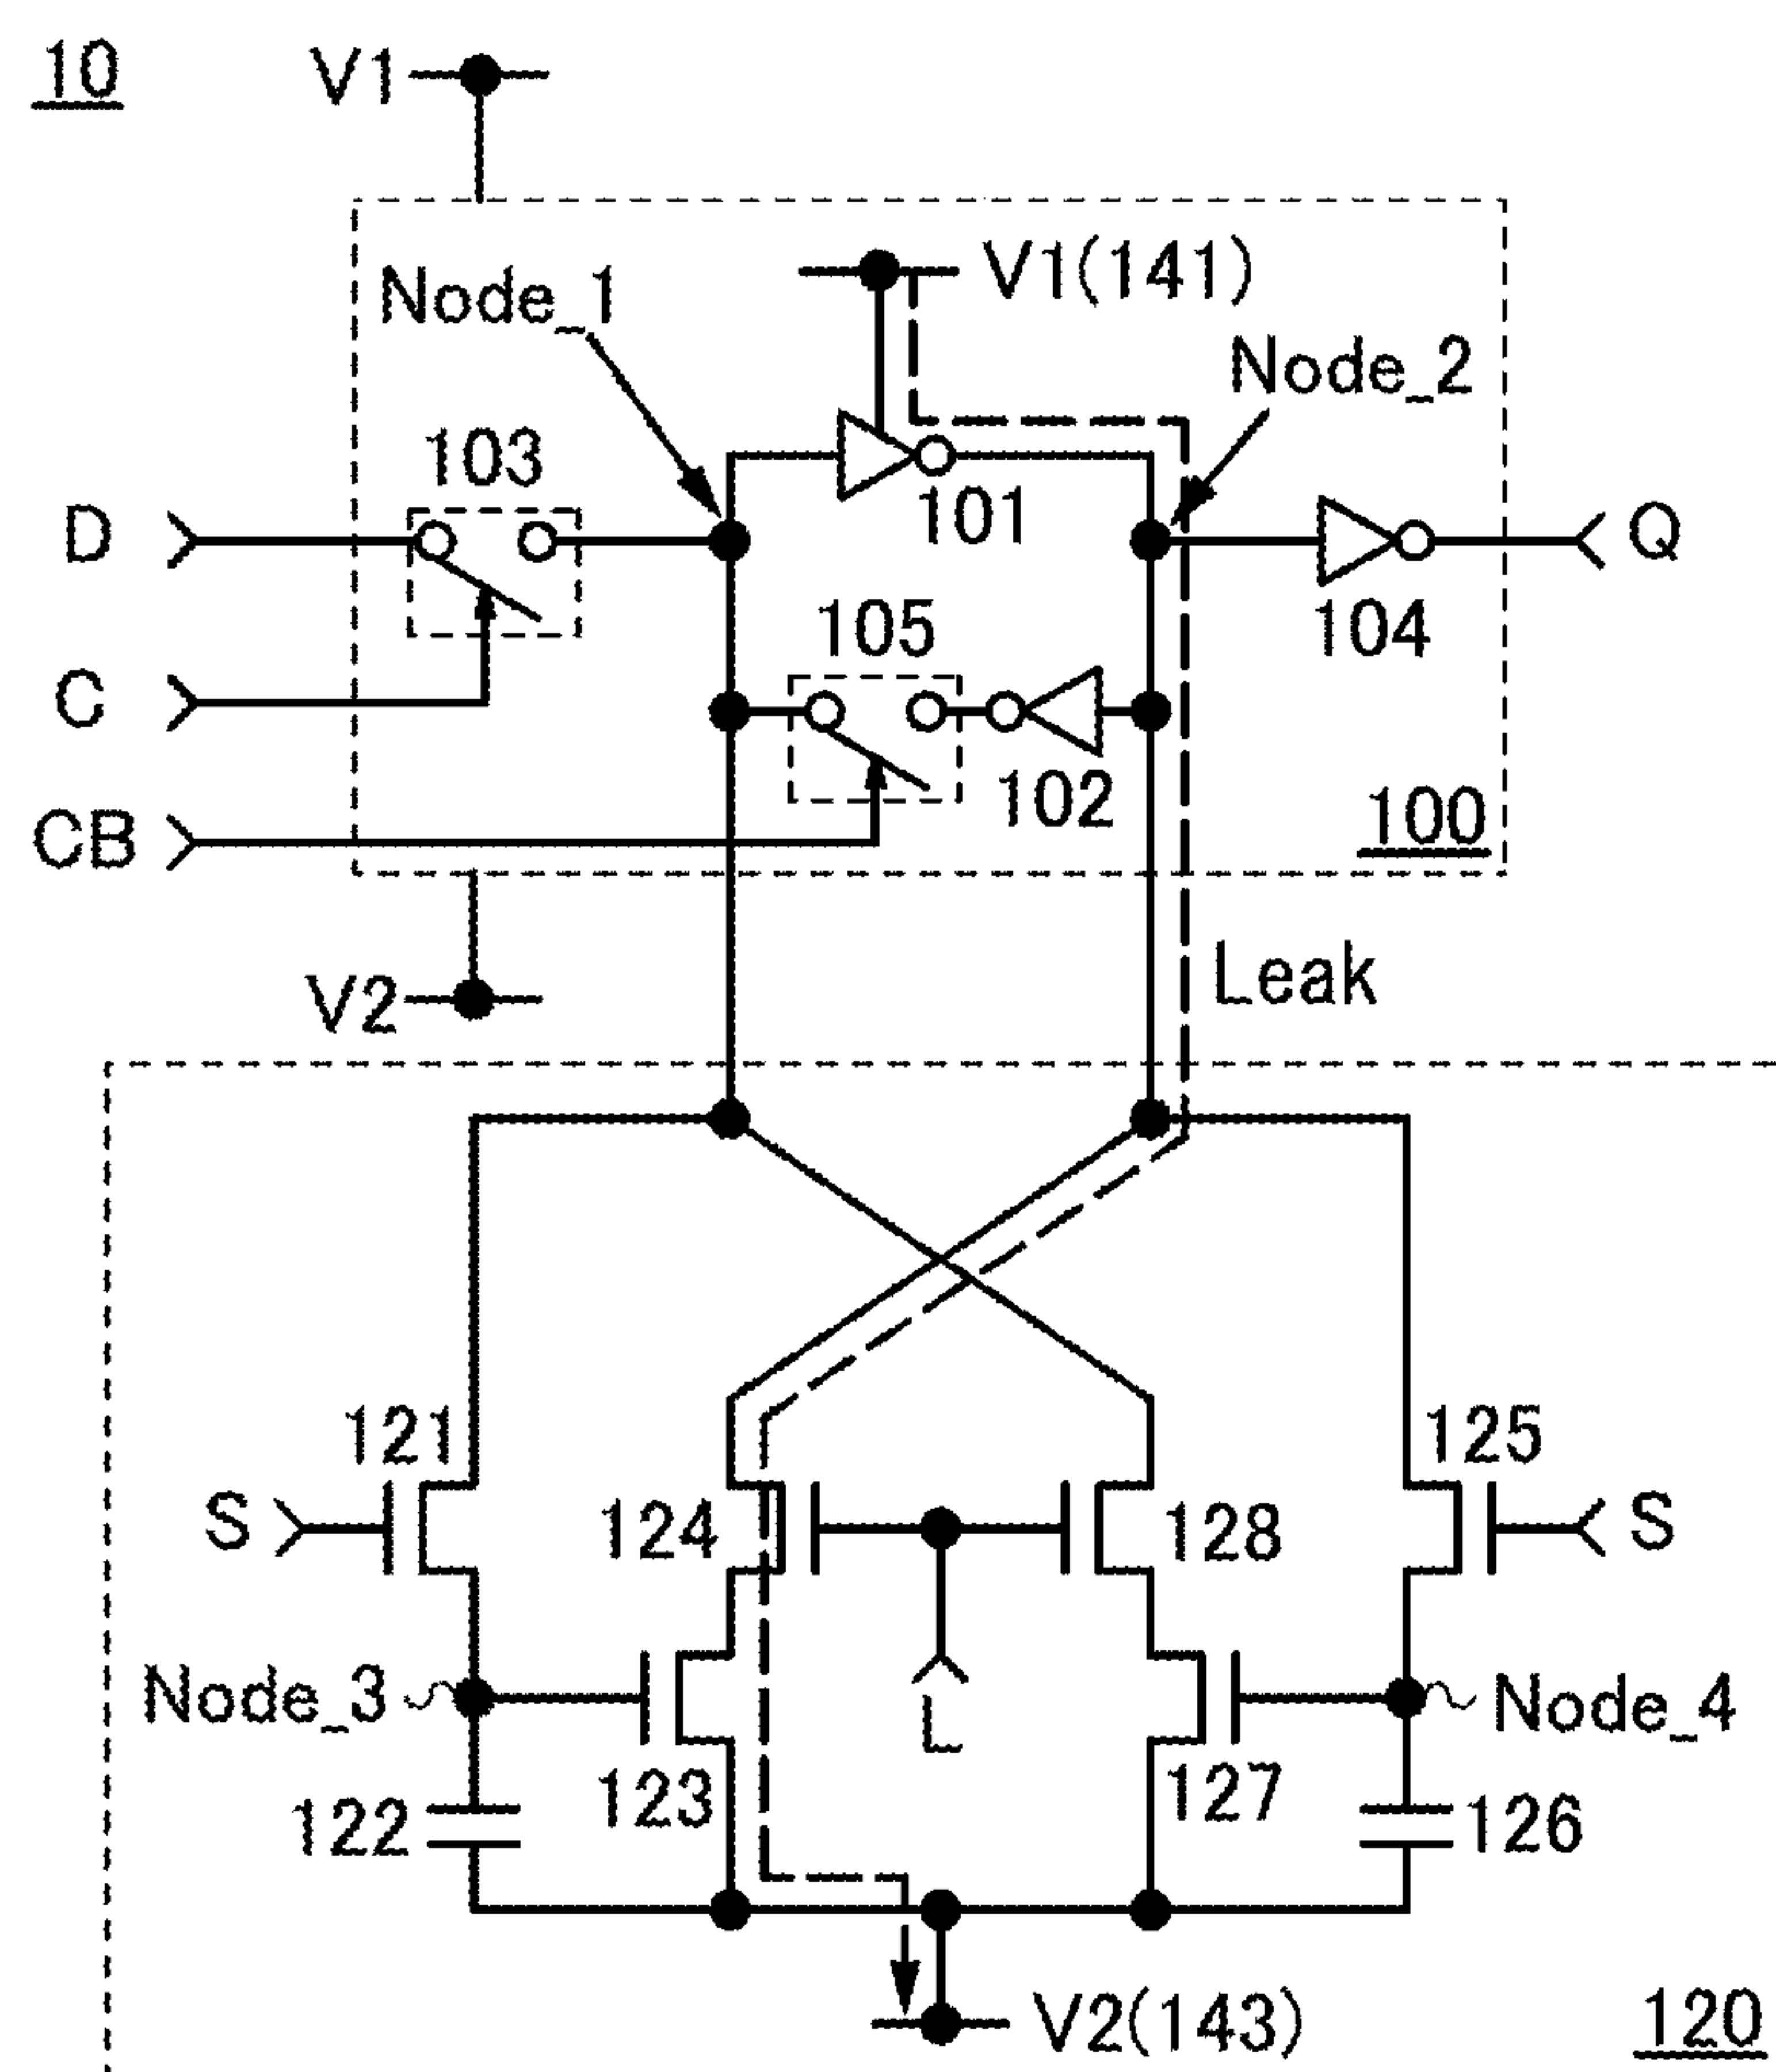 10
V1
V1(141)
Node_1
Node_2
103
101
D
Q
105
104
C
102
100
CB
Leak
V2
121
125
S
124
128
S
Node_3
L
Node_4
123
127
122
126
V2(143)
120